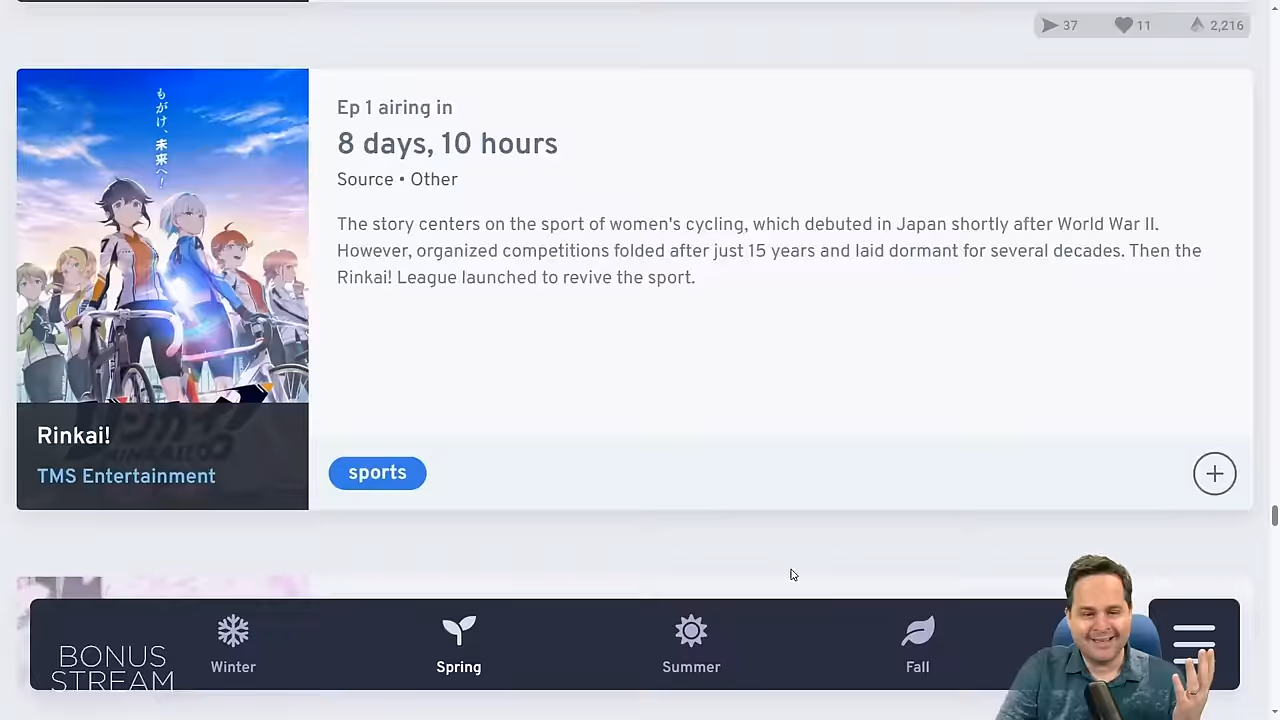 37 11 2,216
もがけ、未来へ!
Ep 1 airing in
8 days, 10 hours
Source • Other
The story centers on the sport of women's cycling, which debuted in Japan shortly after World War II.
However, organized competitions folded after just 15 years and laid dormant for several decades. Then the
Rinkai! League launched to revive the sport.
Rinkai!
TMS Entertainment
sports
BONUS
STREAM
Winter
Spring
Summer
Fall